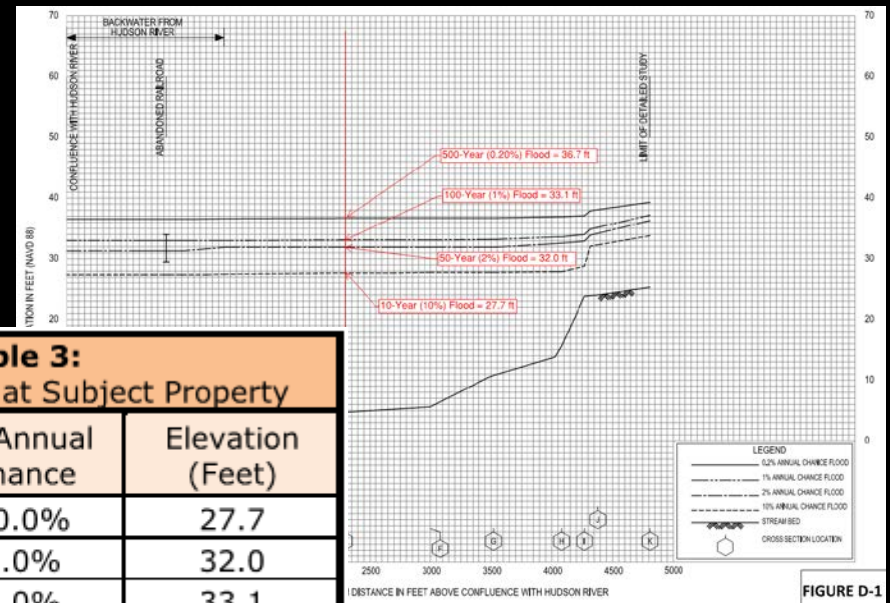 70
70
BACKWATER FROM
HUDSON RIVER
CONFLUENCE WITH HUDSON RIVER
ABANDONED RAILROAD
LIMIT OF DETAILED STUDY
60
60
50
50
500-Year (0.20%) Flood = 36.7 ft
40
40
100-Year (1%) Flood = 33.1 ft
50-Year (2%) Flood = 32.0 ft
30
30
10-Year (10%) Flood = 27.7 ft
TION IN FEET (NAVD 88)
20
20
10
0
ble 3:
at Subject Property
Annual
hance
Elevation
(Feet)
0.0%
27.7
.0%
32.0
33.1
LEGEND
0.2% ANNUAL CHANCE FLOOD
1% ANNUAL CHANCE FLOOD
2% ANNUAL CHANCE FLOOD
10% ANNUAL CHANCE FLOOD
STREAM BED
CROSS SECTION LOCATION
F
G
H
I
J
K
2500
3000
3500
4000
4500
5000
DISTANCE IN FEET ABOVE CONFLUENCE WITH HUDSON RIVER
FIGURE D-1